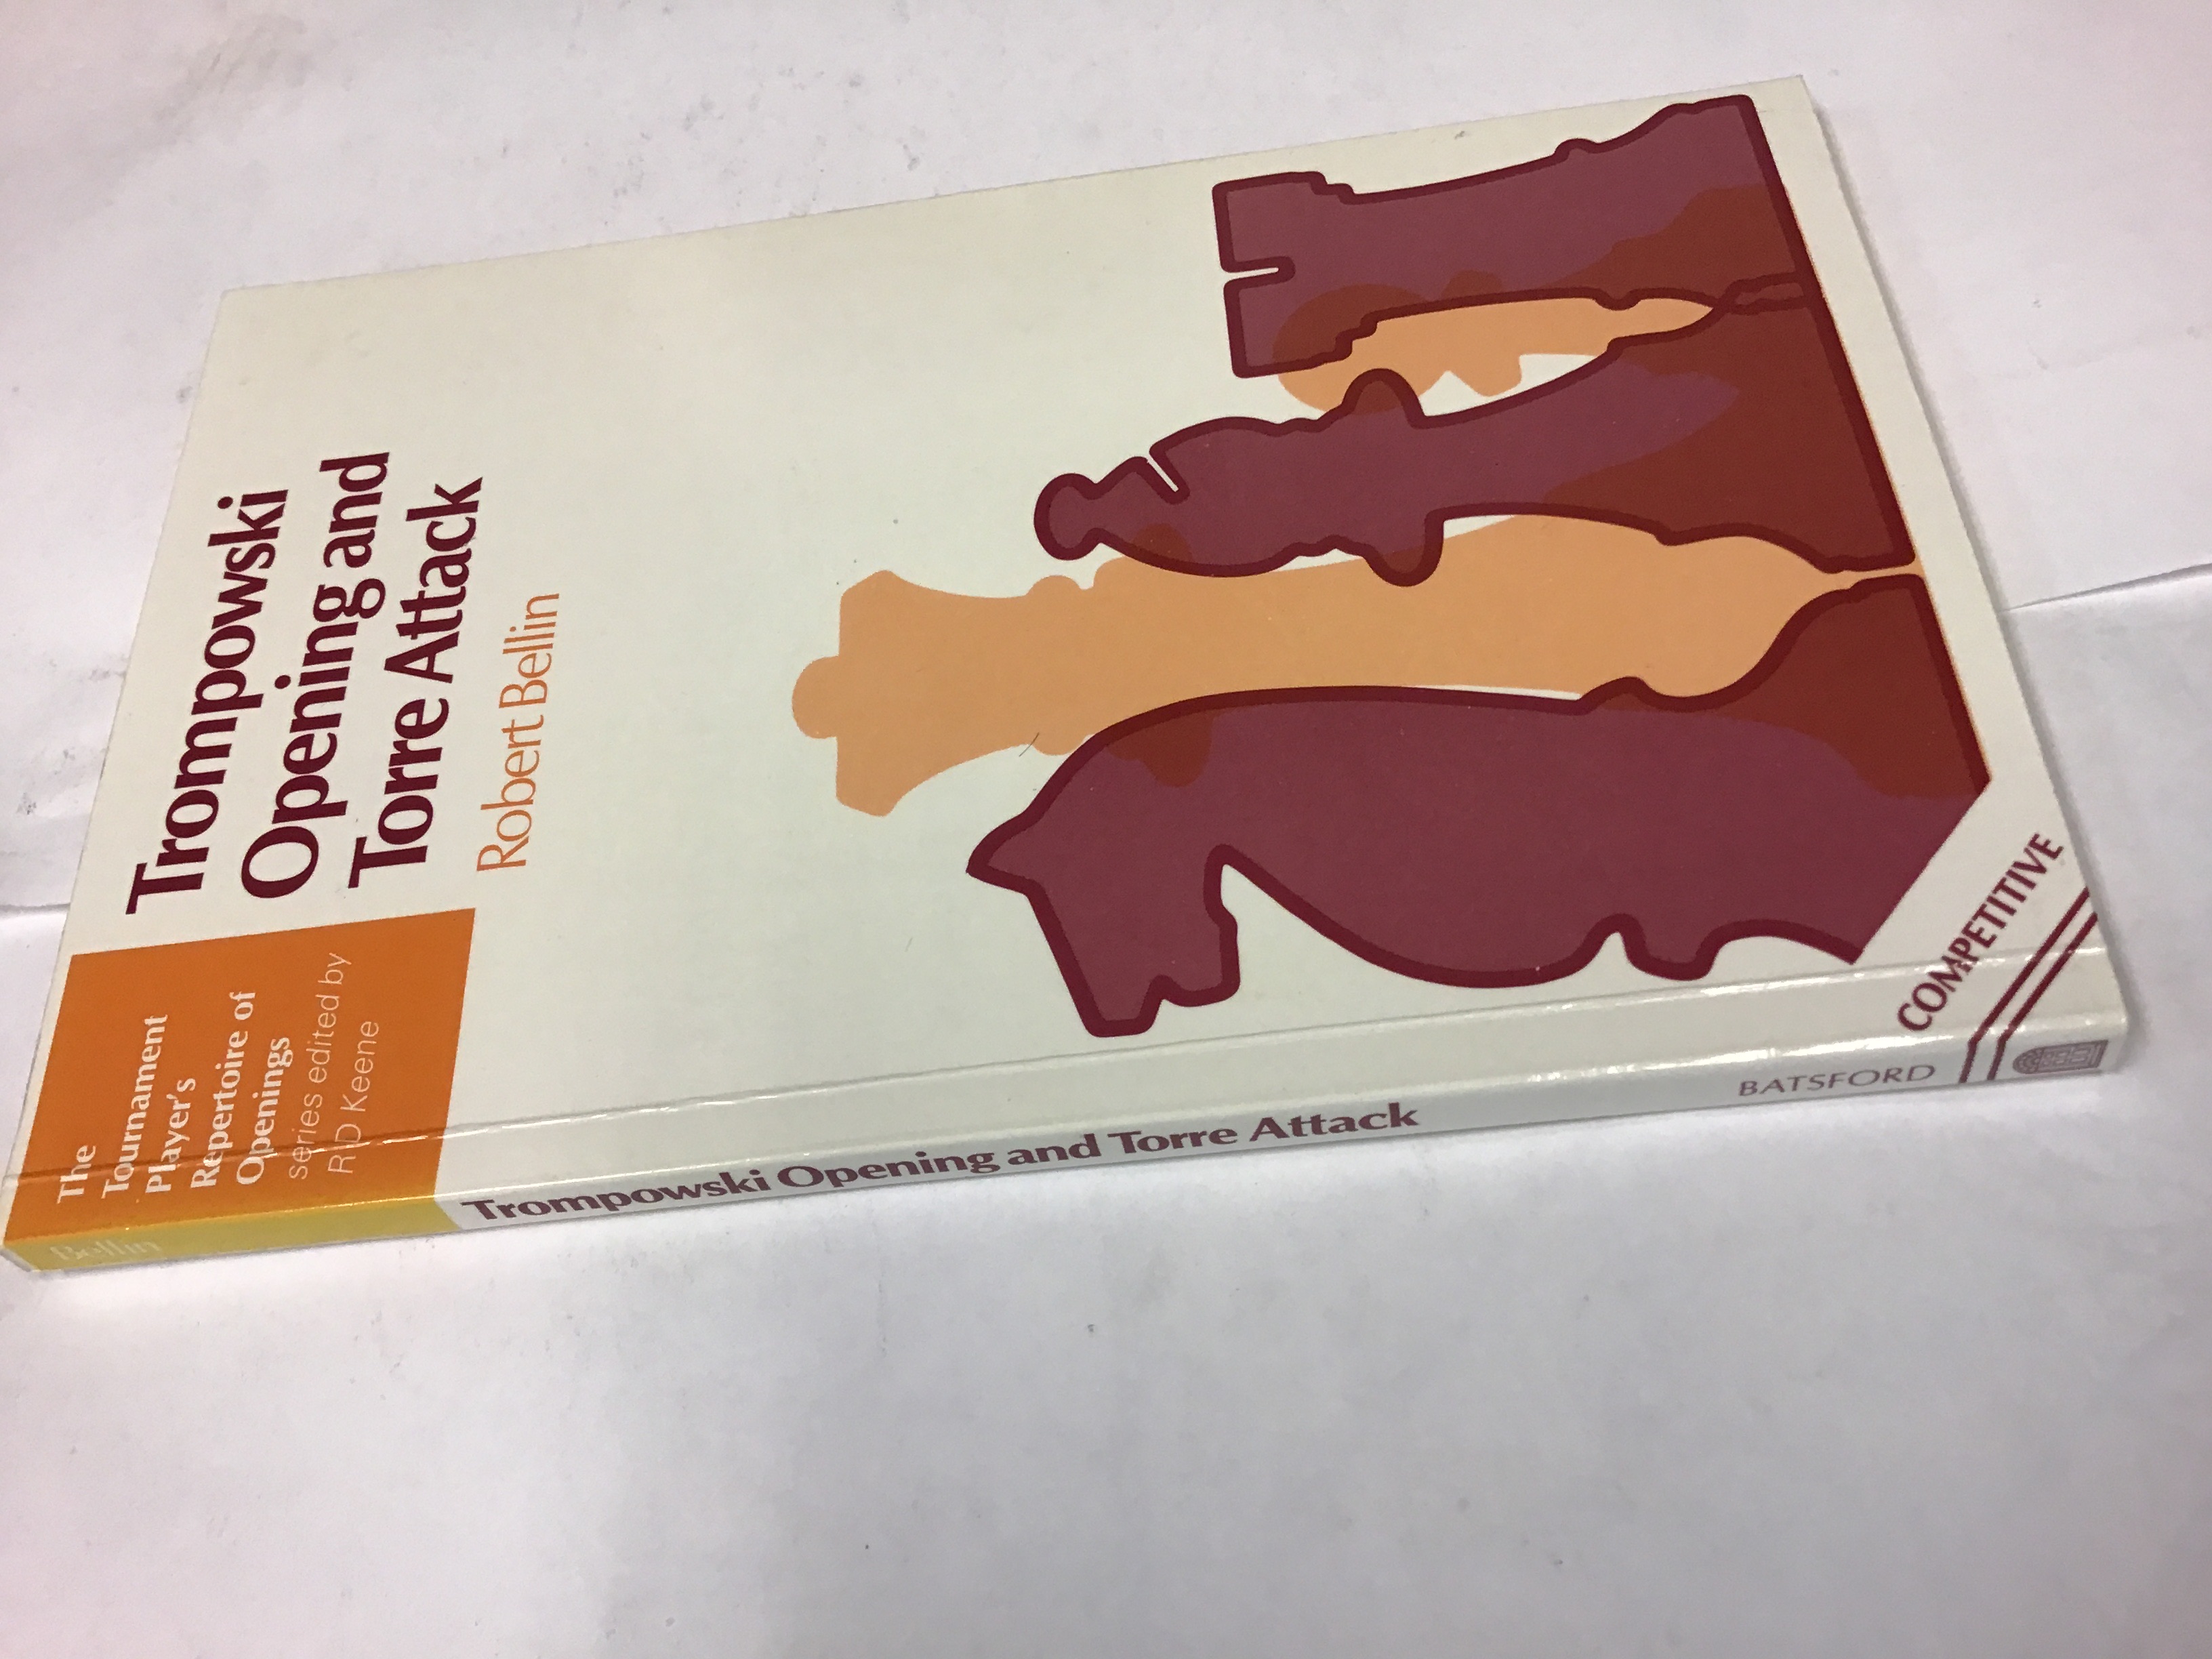 The
Tournament
Player's
Repertoire of
Openings
series edited by
R D Keene
Trompowski
Opening and
Torre Attack
Robert Bellin
COMPETITIVE
Bellin
Trompowski Opening and Torre Attack
BATSFORD